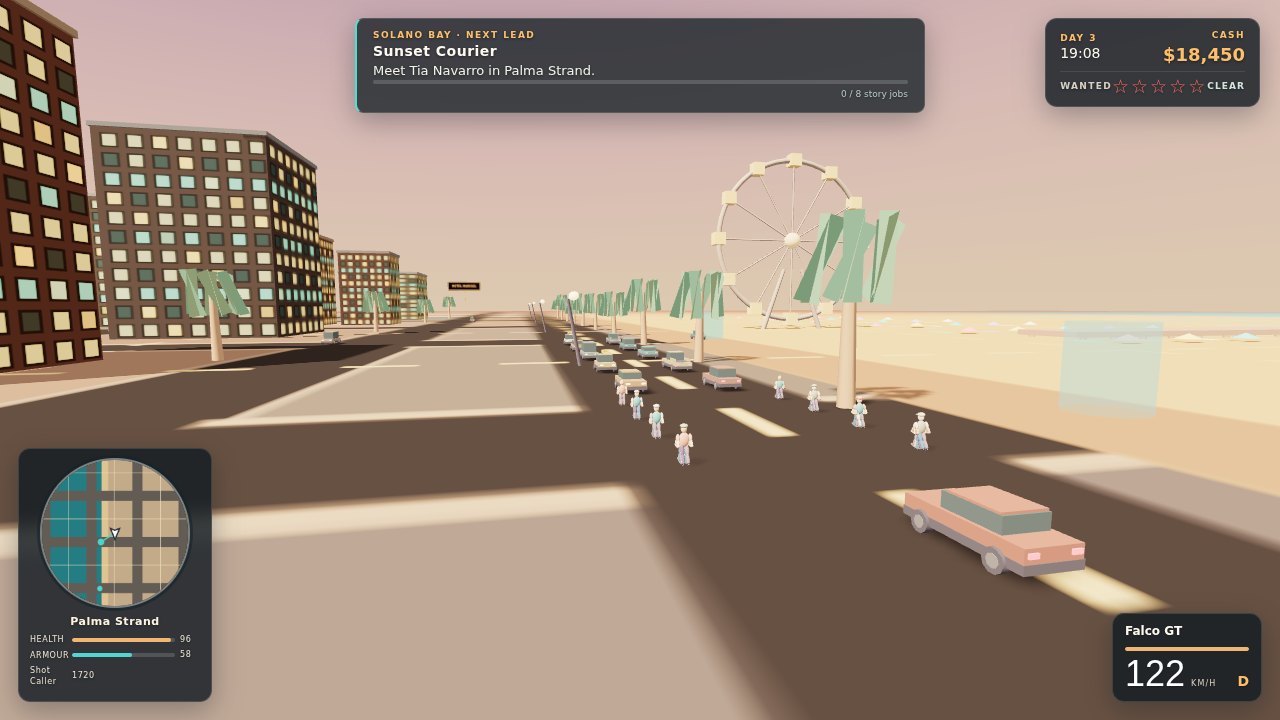 SOLANO BAY · NEXT LEAD
Sunset Courier
Meet Tia Navarro in Palma Strand.
0 / 8 story jobs
DAY 3
19:08
CASH
$18,450
WANTED ☆☆☆☆☆ CLEAR
Palma Strand
HEALTH 96
ARMOUR 58
Shot Caller 1720
Falco GT
122 KM/H D